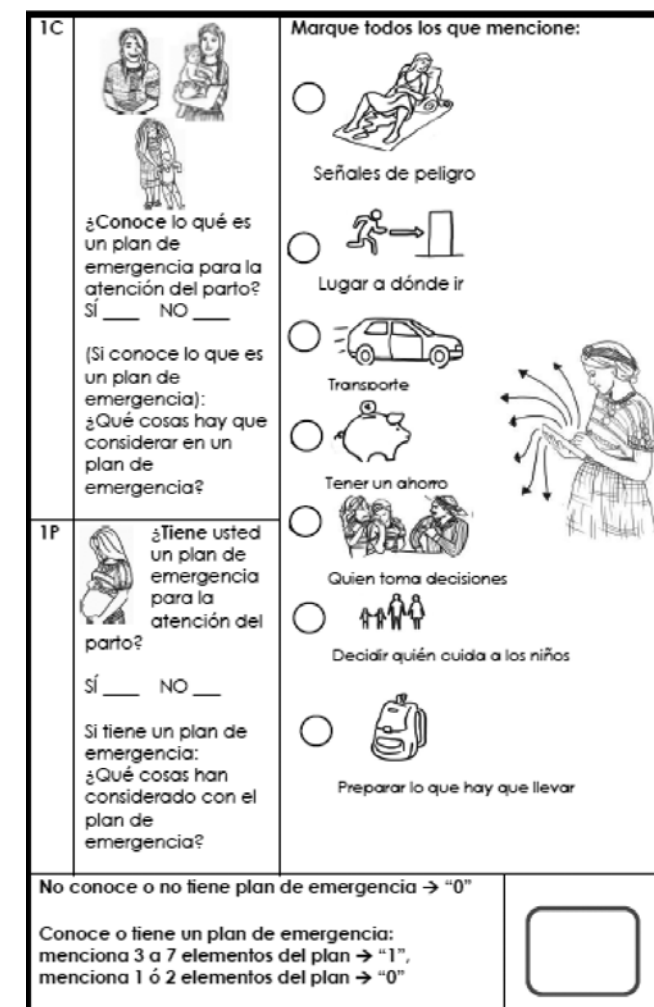 1C
¿Conoce lo qué es
un plan de
emergencia para la
atención del parto?
SÍ ____ NO ____
(Si conoce lo que es
un plan de
emergencia):
¿Qué cosas hay que
considerar en un
plan de
emergencia?
1P
¿Tiene usted
un plan de
emergencia
para la
atención del
parto?
SÍ ____ NO ___
Si tiene un plan de
emergencia:
¿Qué cosas han
considerado con el
plan de
emergencia?
Marque todos los que mencione:
Señales de peligro
Lugar a dónde ir
Transporte
Tener un ahorro
Quien toma decisiones
Decidir quién cuida a los niños
Preparar lo que hay que llevar
No conoce o no tiene plan de emergencia → “0”
Conoce o tiene un plan de emergencia:
menciona 3 a 7 elementos del plan → “1”,
menciona 1 ó 2 elementos del plan → “0”